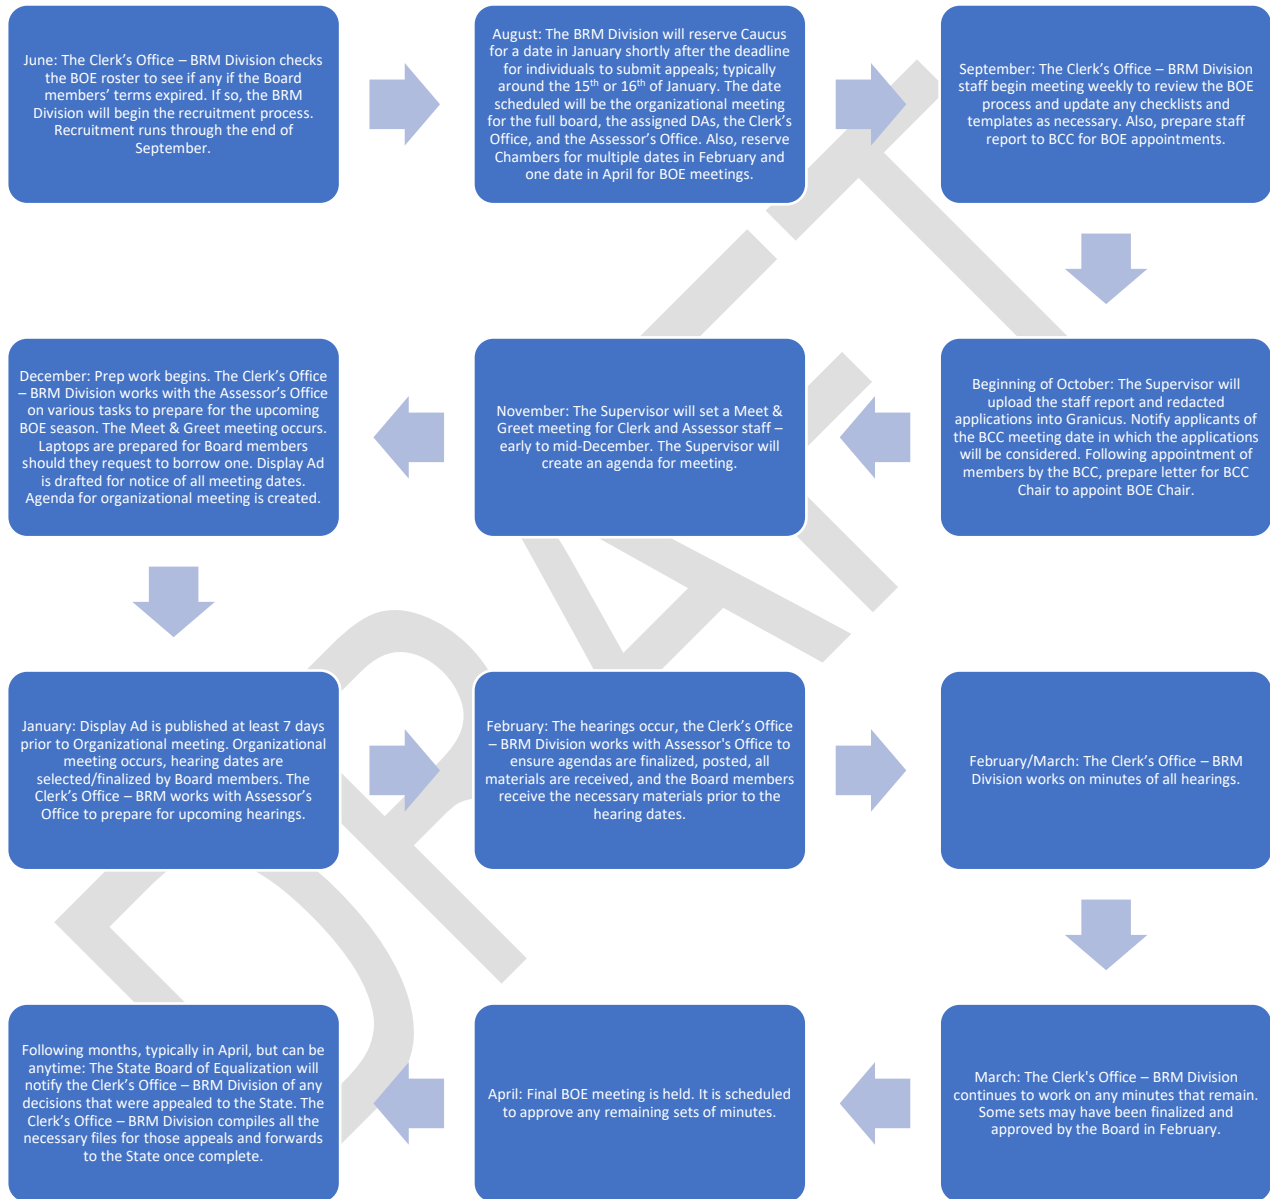 June: The Clerk’s Office – BRM Division checks
the BOE roster to see if any if the Board
members’ terms expired. If so, the BRM
Division will begin the recruitment process.
Recruitment runs through the end of
September.
August: The BRM Division will reserve Caucus
for a date in January shortly after the deadline
for individuals to submit appeals; typically
around the 15th or 16th of January. The date
scheduled will be the organizational meeting
for the full board, the assigned DAs, the Clerk’s
Office, and the Assessor’s Office. Also, reserve
Chambers for multiple dates in February and
one date in April for BOE meetings.
September: The Clerk’s Office – BRM Division
staff begin meeting weekly to review the BOE
process and update any checklists and
templates as necessary. Also, prepare staff
report to BCC for BOE appointments.
Beginning of October: The Supervisor will
upload the staff report and redacted
applications into Granicus. Notify applicants of
the BCC meeting date in which the applications
will be considered. Following appointment of
members by the BCC, prepare letter for BCC
Chair to appoint BOE Chair.
November: The Supervisor will set a Meet &
Greet meeting for Clerk and Assessor staff –
early to mid-December. The Supervisor will
create an agenda for meeting.
December: Prep work begins. The Clerk’s Office
– BRM Division works with the Assessor’s Office
on various tasks to prepare for the upcoming
BOE season. The Meet & Greet meeting occurs.
Laptops are prepared for Board members
should they request to borrow one. Display Ad
is drafted for notice of all meeting dates.
Agenda for organizational meeting is created.
January: Display Ad is published at least 7 days
prior to Organizational meeting. Organizational
meeting occurs, hearing dates are
selected/finalized by Board members. The
Clerk’s Office – BRM works with Assessor’s
Office to prepare for upcoming hearings.
February: The hearings occur, the Clerk’s Office
– BRM Division works with Assessor's Office to
ensure agendas are finalized, posted, all
materials are received, and the Board members
receive the necessary materials prior to the
hearing dates.
February/March: The Clerk’s Office – BRM
Division works on minutes of all hearings.
March: The Clerk's Office – BRM Division
continues to work on any minutes that remain.
Some sets may have been finalized and
approved by the Board in February.
April: Final BOE meeting is held. It is scheduled
to approve any remaining sets of minutes.
Following months, typically in April, but can be
anytime: The State Board of Equalization will
notify the Clerk’s Office – BRM Division of any
decisions that were appealed to the State. The
Clerk’s Office – BRM Division compiles all the
necessary files for those appeals and forwards
to the State once complete.
DRAFT